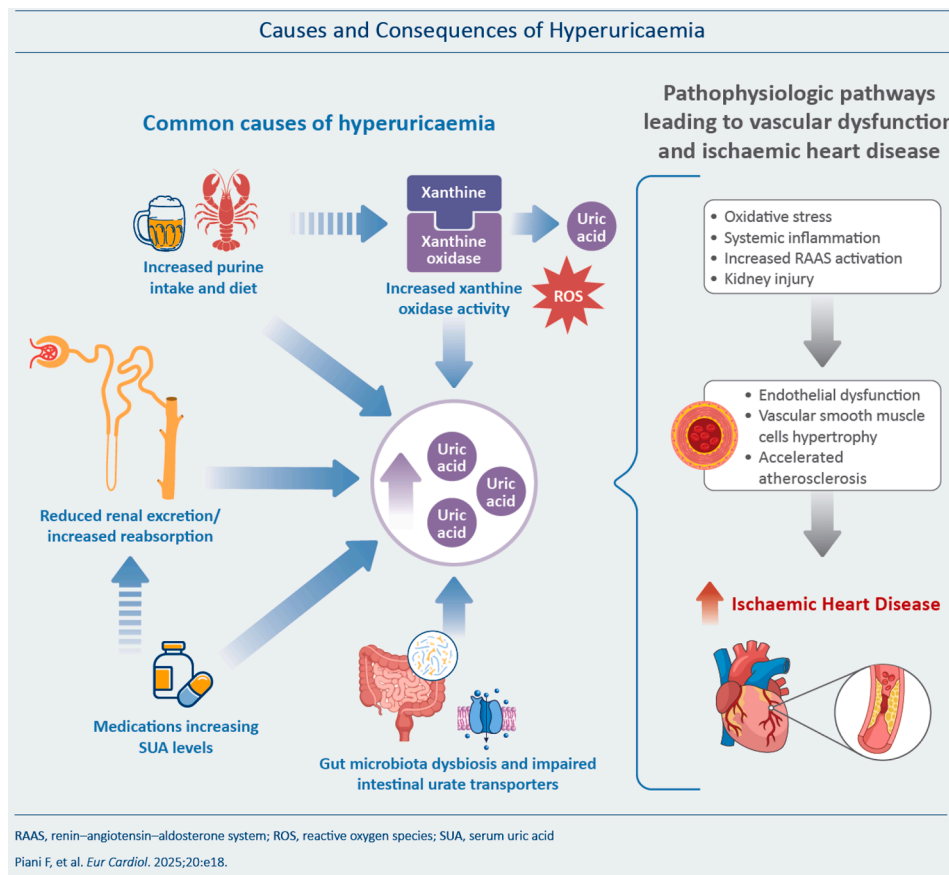 Causes and Consequences of Hyperuricaemia
Common causes of hyperuricaemia
Increased purine
intake and diet
Xanthine
Xanthine
oxidase
Increased xanthine
oxidase activity
Uric
acid
ROS
Reduced renal excretion/
increased reabsorption
Uric
acid
Uric
acid
Uric
acid
Medications increasing
SUA levels
Gut microbiota dysbiosis and impaired
intestinal urate transporters
Pathophysiologic pathways
leading to vascular dysfunction
and ischaemic heart disease
• Oxidative stress
• Systemic inflammation
• Increased RAAS activation
• Kidney injury
• Endothelial dysfunction
• Vascular smooth muscle
cells hypertrophy
• Accelerated
atherosclerosis
Ischaemic Heart Disease
RAAS, renin–angiotensin–aldosterone system; ROS, reactive oxygen species; SUA, serum uric acid
Piani F, et al. Eur Cardiol. 2025;20:e18.